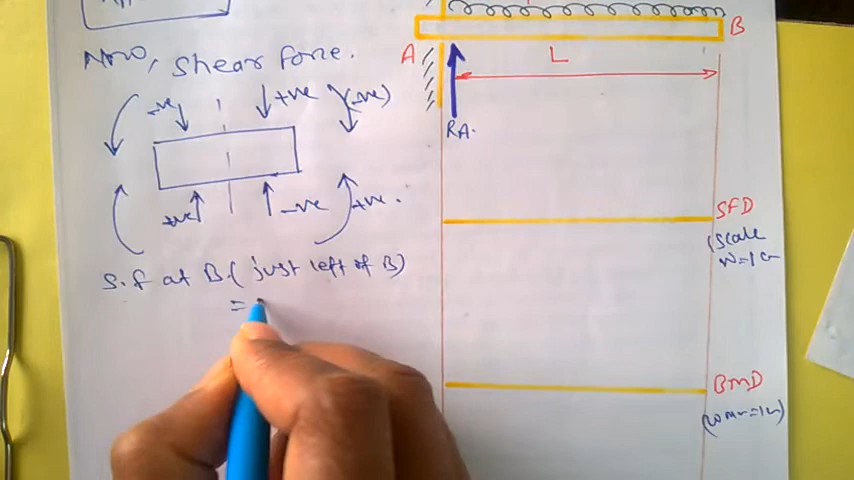 Now, shear force.
-ve
+ve
(-ve)
+ve
-ve
+ve.
S.f at B.( just left of B)
=
A
B
L
RA.
SFD
(scale
BMD